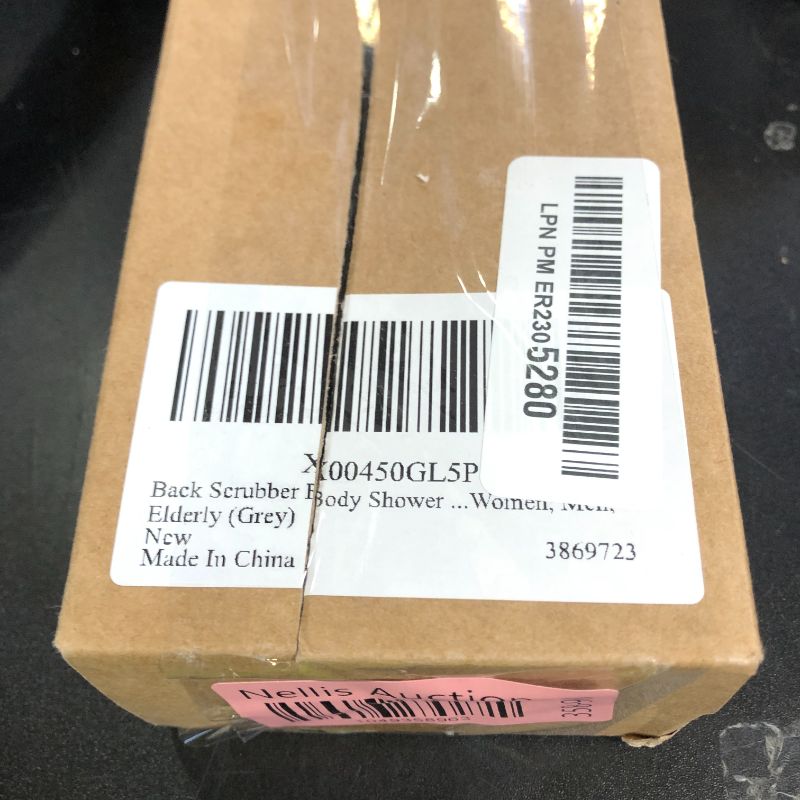 LPN PM ER2305280
X00450GL5P
Back Scrubber Body Shower ...Women, Men,
Elderly (Grey)
New
Made In China
3869723
Nellis Auction